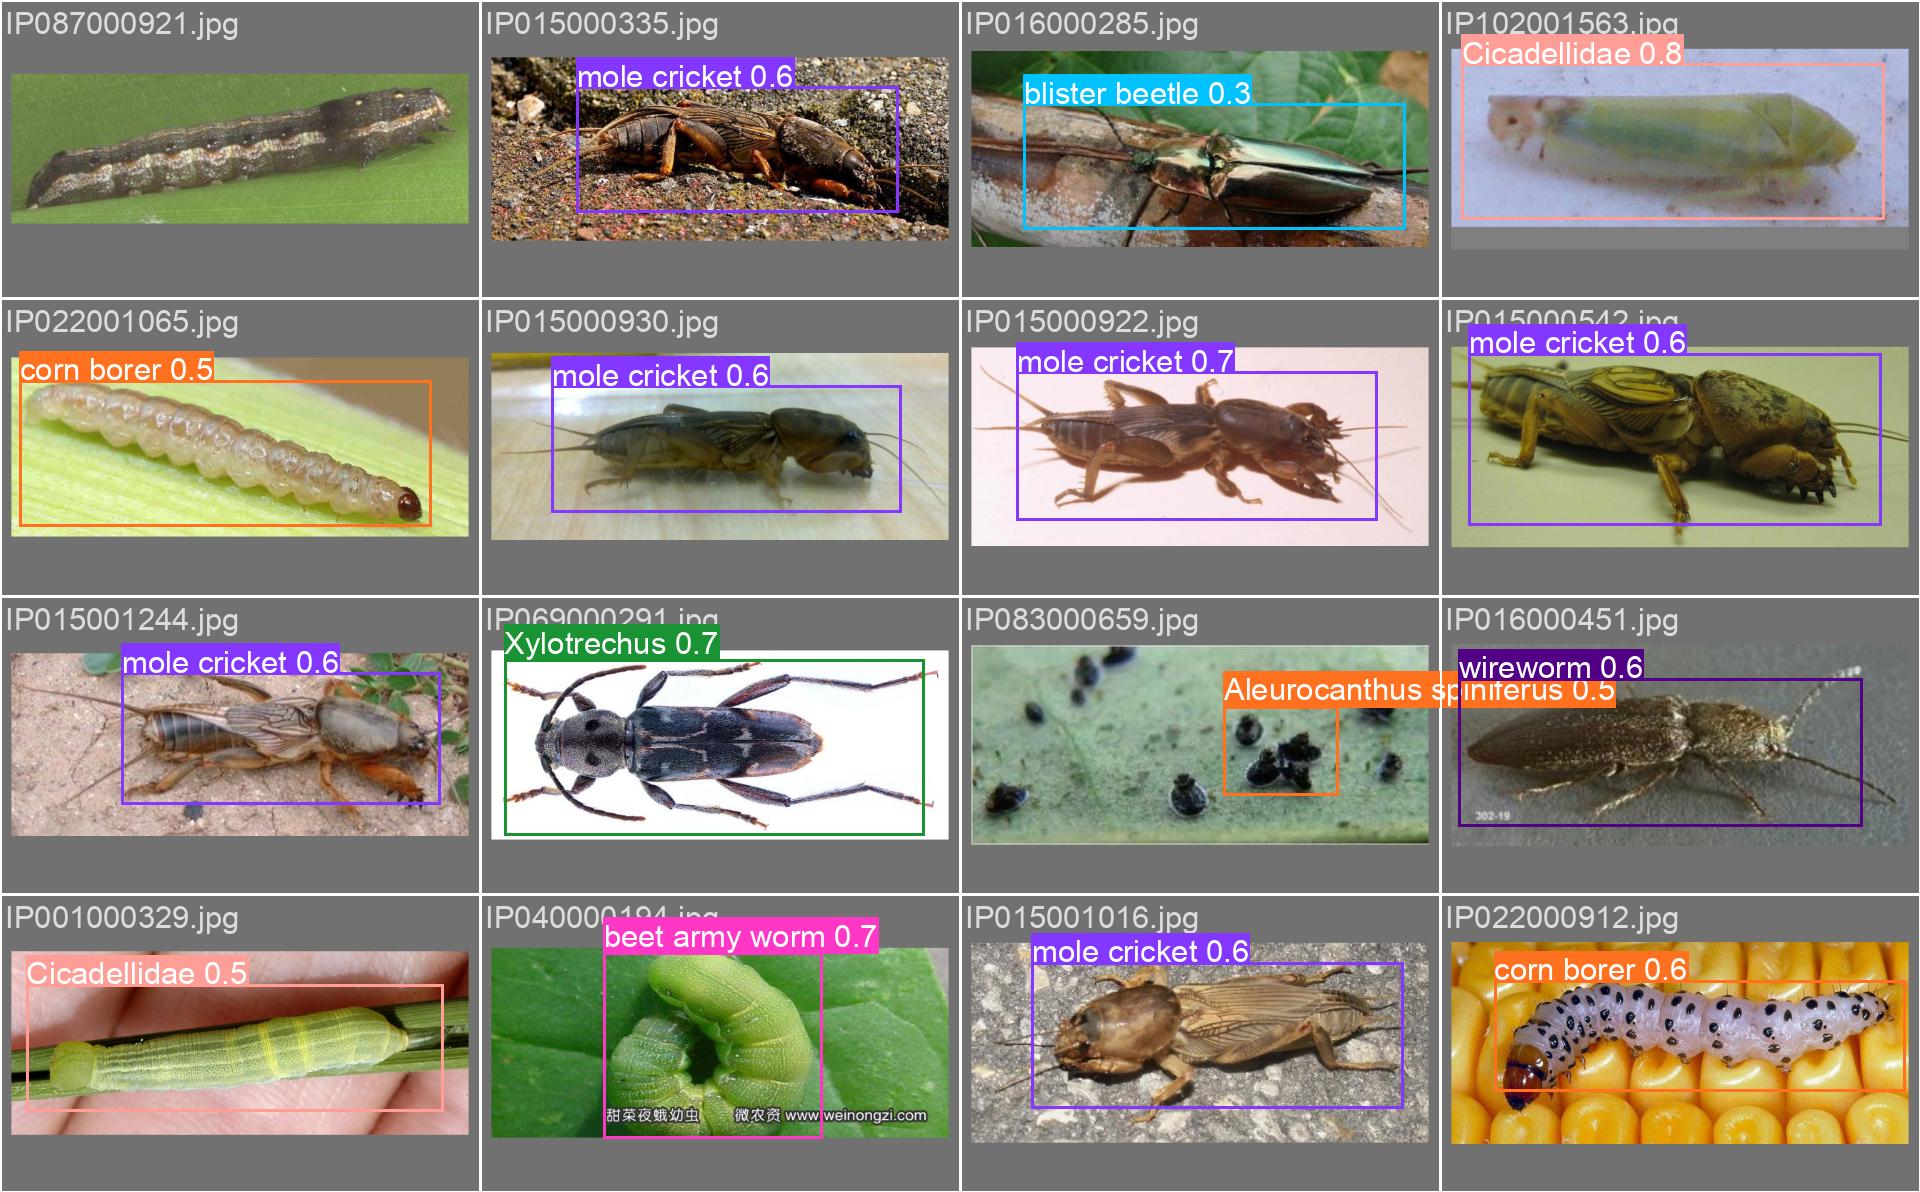 IP087000921.jpg
IP015000335.jpg
IP016000285.jpg
IP102001563.jpg
mole cricket 0.6
blister beetle 0.3
Cicadellidae 0.8
IP022001065.jpg
IP015000930.jpg
IP015000922.jpg
IP015000542.jpg
corn borer 0.5
mole cricket 0.6
mole cricket 0.7
mole cricket 0.6
IP015001244.jpg
IP069000291.jpg
IP083000659.jpg
IP016000451.jpg
mole cricket 0.6
Xylotrechus 0.7
Aleurocanthus spiniferus 0.5
wireworm 0.6
302-19
IP001000329.jpg
IP040000194.jpg
IP015001016.jpg
IP022000912.jpg
Cicadellidae 0.5
beet army worm 0.7
mole cricket 0.6
corn borer 0.6
甜菜夜蛾幼虫 微农资 www.weinongzi.com